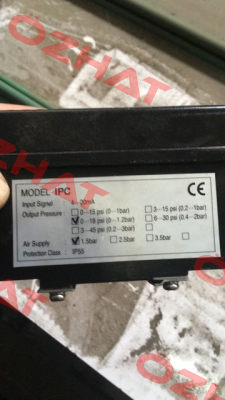 OZHAT
MODEL IPC CE
Input Signal 4~20mA
Output Pressure : 0~15 psi (0~1bar) 3~15 psi (0.2~1bar)
0~18 psi (0~1.2bar) 6~30 psi (0.4~2bar)
3~45 psi (0.2~3bar)
Air Supply 1.5bar 2.5bar 3.5bar
Protection Class : IP55
OZHAT